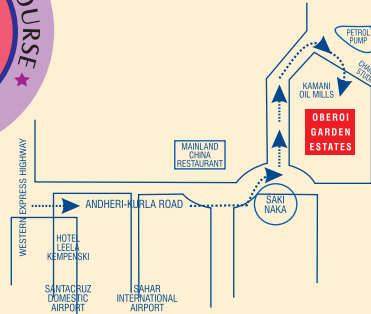 OURSE
PETROL
PUMP
KAMANI
OIL MILLS
OBEROI
GARDEN
ESTATES
MAINLAND
CHINA
RESTAURANT
WESTERN EXPRESS HIGHWAY
ANDHERI-KURLA ROAD
SAKI
NAKA
HOTEL
LEELA
KEMPENSKI
SANTACRUZ
DOMESTIC
AIRPORT
SAHAR
INTERNATIONAL
AIRPORT